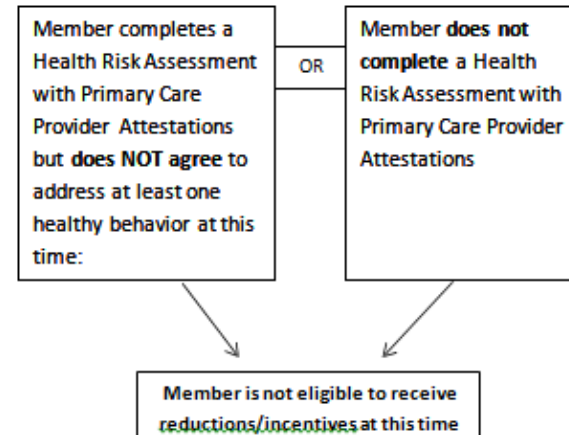 Member completes a
Health Risk Assessment
with Primary Care
Provider Attestations
but does NOT agree to
address at least one
healthy behavior at this
time:
OR
Member does not
complete a Health
Risk Assessment with
Primary Care Provider
Attestations
Member is not eligible to receive
reductions/incentives at this time